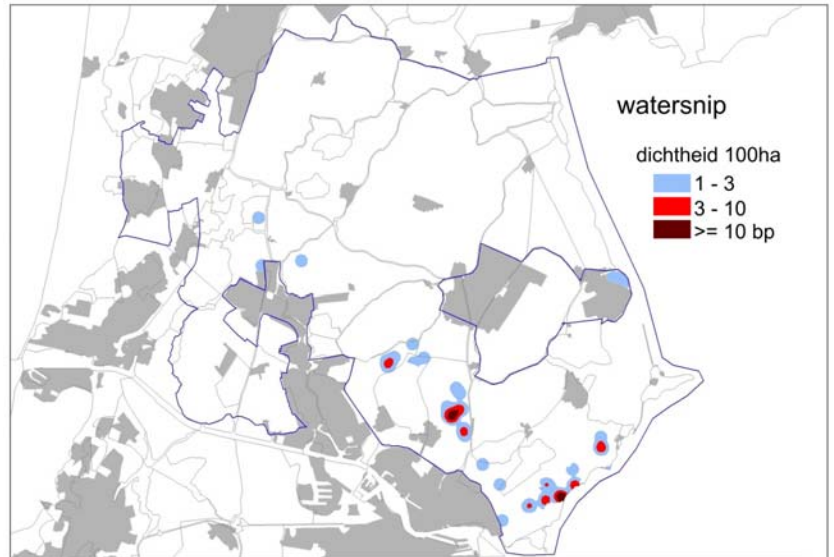 watersnip
dichtheid 100ha
1 - 3
3 - 10
>= 10 bp